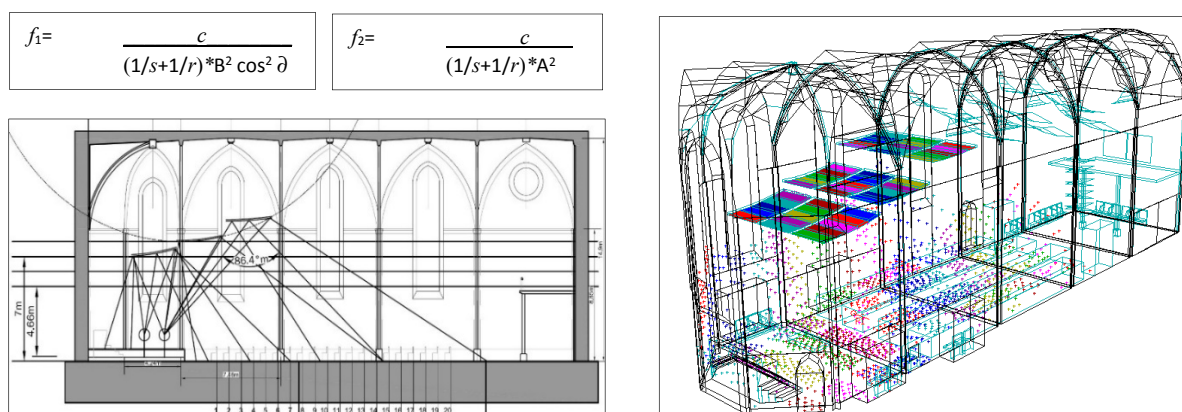 f₁= c
(1/s+1/r)*B² cos² ∂
f₂= c
(1/s+1/r)*A²
86.4°m
7m
4,66m
1 2 3 4 5 6 7 8 9 10 11 12 13 14 15 16 17 18 19 20